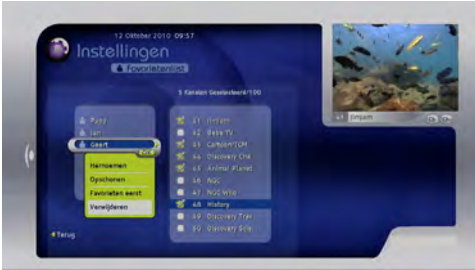 12 Oktober 2010 09:57
Instellingen
Favorietenlijst
5 Kanalen Geselecteerd/100
Papa
Jan
Geert
Hernoemen
Opschonen
Favorieten eerst
Verwijderen
41 JimJam
42 Bebe TV
43 Cartoon/TCM
44 Discovery Cha
45 Animal Planet
46 NGC
47 NGC Wild
48 History
49 Discovery Trav
50 Discovery Scie
41 JimJam
Terug